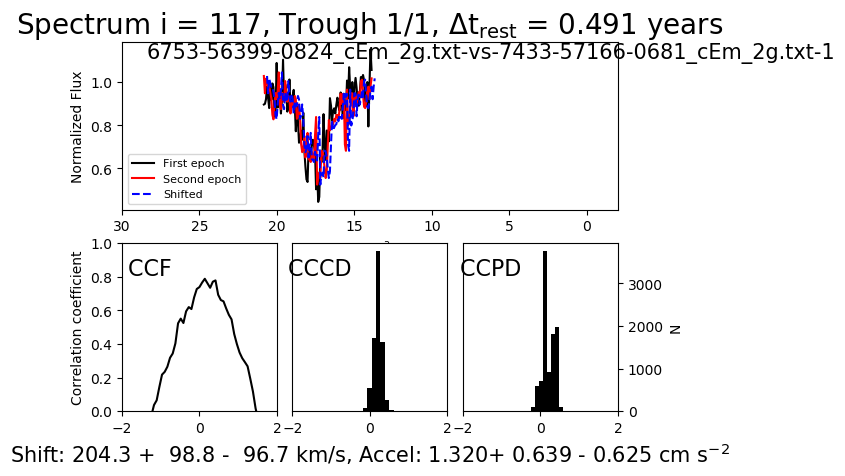 Spectrum i = 117, Trough 1/1, Δt_rest = 0.491 years
6753-56399-0824_cEm_2g.txt-vs-7433-57166-0681_cEm_2g.txt-1
Normalized Flux
1.0
0.8
0.6
First epoch
Second epoch
Shifted
30 25 20 15 10 5 0
Correlation coefficient
1.0
0.8
0.6
0.4
0.2
0.0
CCF
CCCD
CCPD
3000
2000
1000
0
N
−2 0 2
−2 0 2
−2 0 2
Shift: 204.3 + 98.8 - 96.7 km/s, Accel: 1.320+ 0.639 - 0.625 cm s⁻²